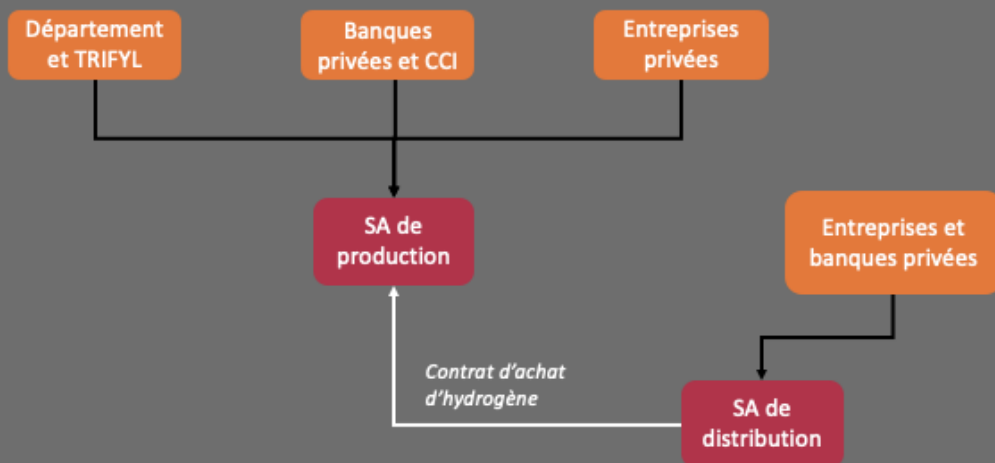 Département
et TRIFYL
Banques
privées et CCI
Entreprises
privées
SA de
production
Entreprises et
banques privées
Contrat d'achat
d'hydrogène
SA de
distribution